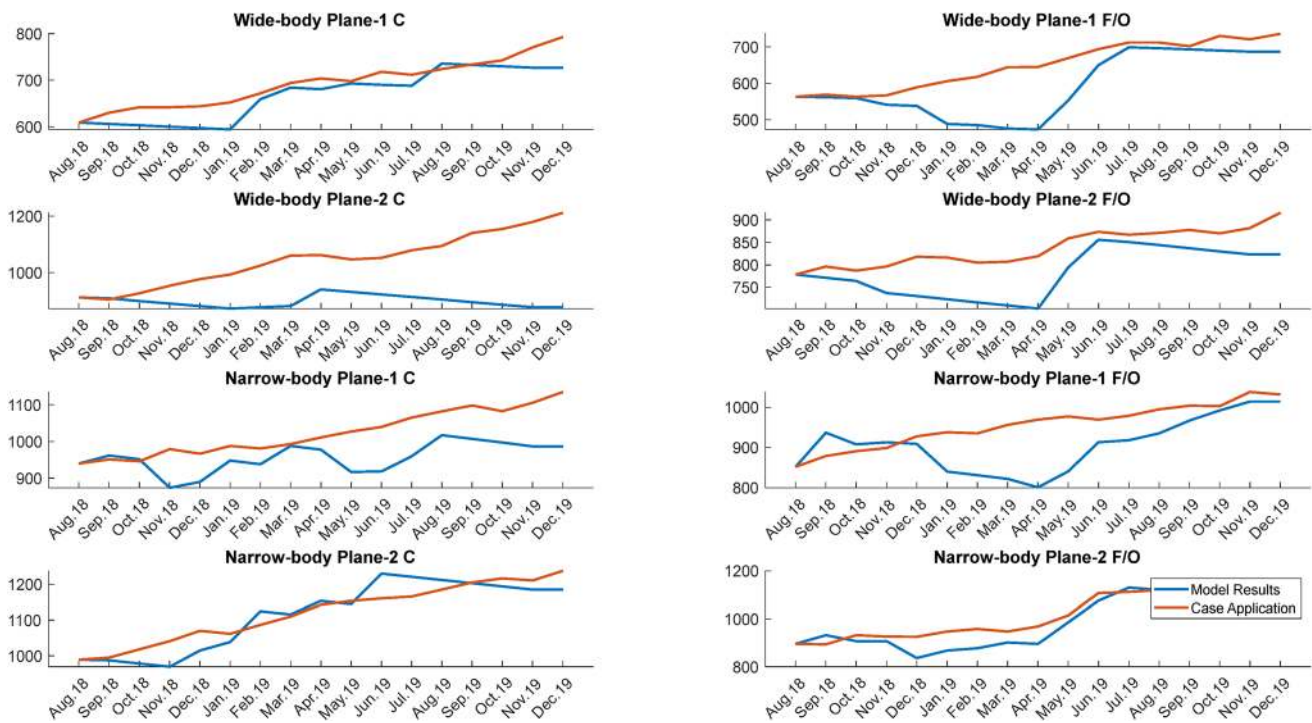 Wide-body Plane-1 C
800
700
600
Aug.18 Sep.18 Oct.18 Nov.18 Dec.18 Jan.19 Feb.19 Mar.19 Apr.19 May.19 Jun.19 Jul.19 Aug.19 Sep.19 Oct.19 Nov.19 Dec.19
Wide-body Plane-1 F/O
700
600
500
Aug.18 Sep.18 Oct.18 Nov.18 Dec.18 Jan.19 Feb.19 Mar.19 Apr.19 May.19 Jun.19 Jul.19 Aug.19 Sep.19 Oct.19 Nov.19 Dec.19
Wide-body Plane-2 C
1200
1000
Aug.18 Sep.18 Oct.18 Nov.18 Dec.18 Jan.19 Feb.19 Mar.19 Apr.19 May.19 Jun.19 Jul.19 Aug.19 Sep.19 Oct.19 Nov.19 Dec.19
Wide-body Plane-2 F/O
900
850
800
750
Aug.18 Sep.18 Oct.18 Nov.18 Dec.18 Jan.19 Feb.19 Mar.19 Apr.19 May.19 Jun.19 Jul.19 Aug.19 Sep.19 Oct.19 Nov.19 Dec.19
Narrow-body Plane-1 C
1100
1000
900
Aug.18 Sep.18 Oct.18 Nov.18 Dec.18 Jan.19 Feb.19 Mar.19 Apr.19 May.19 Jun.19 Jul.19 Aug.19 Sep.19 Oct.19 Nov.19 Dec.19
Narrow-body Plane-1 F/O
1000
900
800
Aug.18 Sep.18 Oct.18 Nov.18 Dec.18 Jan.19 Feb.19 Mar.19 Apr.19 May.19 Jun.19 Jul.19 Aug.19 Sep.19 Oct.19 Nov.19 Dec.19
Narrow-body Plane-2 C
1200
1100
1000
Aug.18 Sep.18 Oct.18 Nov.18 Dec.18 Jan.19 Feb.19 Mar.19 Apr.19 May.19 Jun.19 Jul.19 Aug.19 Sep.19 Oct.19 Nov.19 Dec.19
Narrow-body Plane-2 F/O
1200
1000
800
Model Results
Case Application
Aug.18 Sep.18 Oct.18 Nov.18 Dec.18 Jan.19 Feb.19 Mar.19 Apr.19 May.19 Jun.19 Jul.19 Aug.19 Sep.19 Oct.19 Nov.19 Dec.19